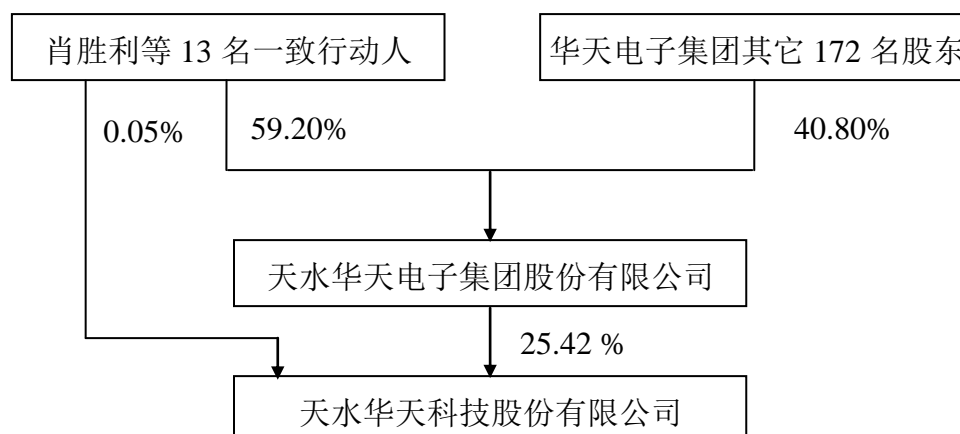 肖胜利等 13 名一致行动人
华天电子集团其它 172 名股东
0.05%
59.20%
40.80%
天水华天电子集团股份有限公司
25.42 %
天水华天科技股份有限公司